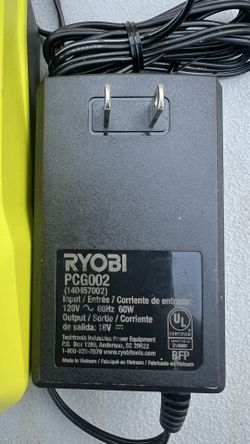 RYOBI
PCG002
(140457002)
Input / Entrée / Corriente de entrada:
120V ~ 60Hz 60W
Output / Sortie / Corriente
de salida: 18V
Techtronic Industries Power Equipment
P.O. Box 1288, Anderson, SC 29622
1-800-525-2579 www.ryobitools.com
Made in Vietnam / Fabriqué au Vietnam / Fabricado en Vietnam
UL
LISTED
BFP